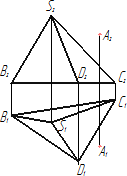 S₂
A₂
B₂
D₂
C₂
C₁
B₁
S₁
A₁
D₁